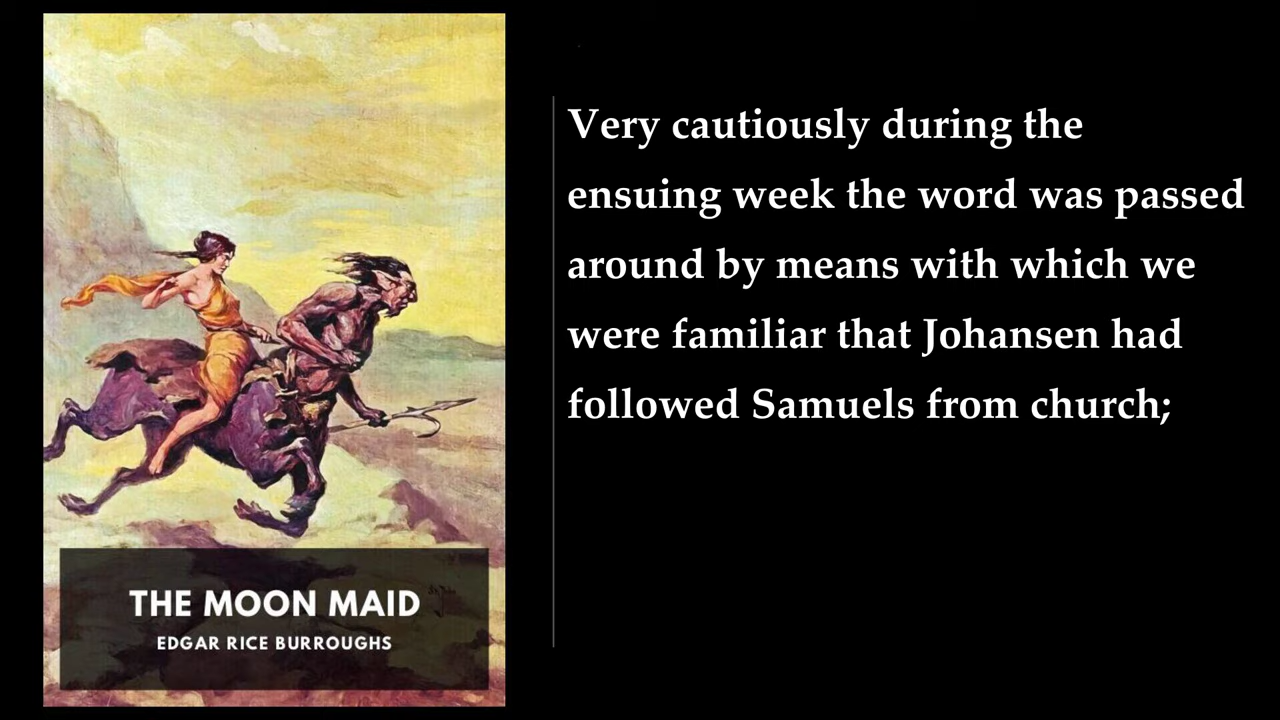 THE MOON MAID
EDGAR RICE BURROUGHS
Very cautiously during the
ensuing week the word was passed
around by means with which we
were familiar that Johansen had
followed Samuels from church;